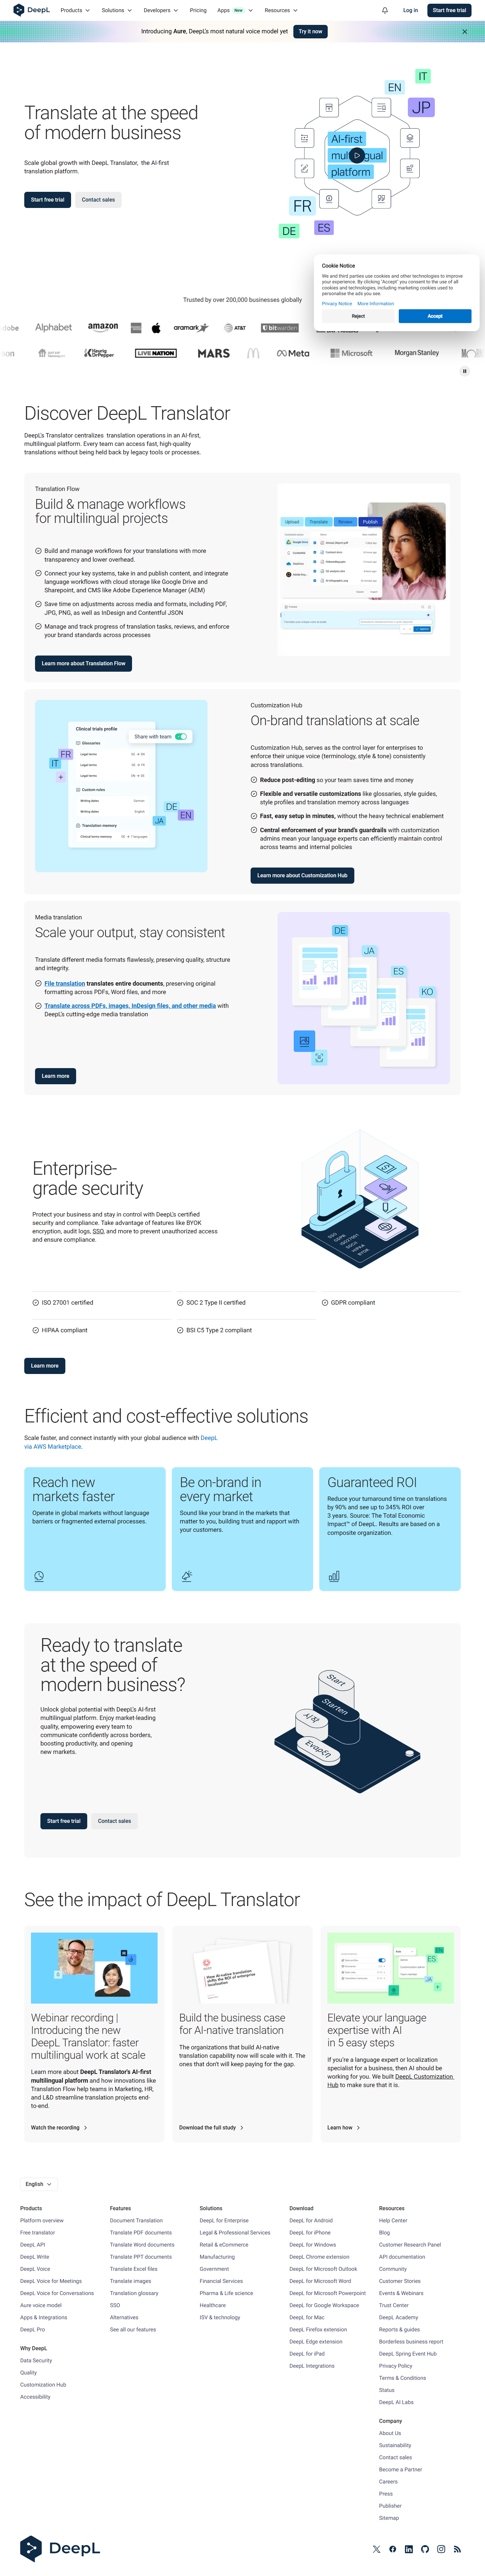 DeepL
Products
Solutions
Developers
Pricing
Apps New
Resources
Log in
Start free trial
Introducing Aure, DeepL's most natural voice model yet
Try it now
Translate at the speed
of modern business
Scale global growth with DeepL Translator, the AI-first
translation platform.
Start free trial
Contact sales
IT
EN
JP
AI-first
platform
FR
DE
ES
Cookie Notice
We and third parties use cookies and other technologies to improve
your experience. By clicking "Accept" you consent to the use of all
cookies and technologies, including marketing cookies used to
personalise the ads you see.
Privacy Notice
More Information
Reject
Accept
Trusted by over 200,000 businesses globally
Alphabet
amazon
aramark
AT&T
bitwarden
Keurig
DrPepper
LIVE NATION
MARS
Meta
Microsoft
Morgan Stanley
Discover DeepL Translator
DeepL's Translator centralizes translation operations in an AI-first,
multilingual platform. Every team can access fast, high-quality
translations without being held back by legacy tools or processes.
Translation Flow
Build & manage workflows
for multilingual projects
Build and manage workflows for your translations with more
transparency and lower overhead.
Connect your key systems, take in and publish content, and integrate
language workflows with cloud storage like Google Drive and
Sharepoint, and CMS like Adobe Experience Manager (AEM)
Save time on adjustments across media and formats, including PDF,
JPG, PNG, as well as InDesign and Contentful JSON
Manage and track progress of translation tasks, reviews, and enforce
your brand standards across processes
Learn more about Translation Flow
Upload
Translate
Review
Publish
Google Drive
Clinical trials profile
Glossaries
Legal terms
Legal terms
Legal terms
Custom rules
Writing dates
German
Writing dates
English
Translation memory
Clinical terms memory
Share with team
FR
IT
DE
EN
JA
Customization Hub
On-brand translations at scale
Customization Hub, serves as the control layer for enterprises to
enforce their unique voice (terminology, style & tone) consistently
across translations.
Reduce post-editing so your team saves time and money
Flexible and versatile customizations like glossaries, style guides,
style profiles and translation memory across languages
Fast, easy setup in minutes, without the heavy technical enablement
Central enforcement of your brand's guardrails with customization
admins mean your language experts can efficiently maintain control
across teams and internal policies
Learn more about Customization Hub
Media translation
Scale your output, stay consistent
Translate different media formats flawlessly, preserving quality, structure
and integrity.
File translation translates entire documents, preserving original
formatting across PDFs, Word files, and more
Translate across PDFs, images, InDesign files, and other media with
DeepL's cutting-edge media translation
Learn more
DE
JA
ES
KO
Enterprise-
grade security
Protect your business and stay in control with DeepL's certified
security and compliance. Take advantage of features like BYOK
encryption, audit logs, SSO, and more to prevent unauthorized access
and ensure compliance.
SSO
GDPR
ISO27001
SOC2
HIPAA
BYOK
ISO 27001 certified
SOC 2 Type II certified
GDPR compliant
HIPAA compliant
BSI C5 Type 2 compliant
Learn more
Efficient and cost-effective solutions
Scale faster, and connect instantly with your global audience with DeepL
via AWS Marketplace.
Reach new
markets faster
Operate in global markets without language
barriers or fragmented external processes.
Be on-brand in
every market
Sound like your brand in the markets that
matter to you, building trust and rapport with
your customers.
Guaranteed ROI
Reduce your turnaround time on translations
by 90% and see up to 345% ROI over
3 years. Source: The Total Economic
Impact™ of DeepL. Results are based on a
composite organization.
Ready to translate
at the speed of
modern business?
Unlock global potential with DeepL's AI-first
multilingual platform. Enjoy market-leading
quality, empowering every team to
communicate confidently across borders,
boosting productivity, and opening
new markets.
Start free trial
Contact sales
Start
Starten
See the impact of DeepL Translator
Webinar recording |
Introducing the new
DeepL Translator: faster
multilingual work at scale
Learn more about DeepL Translator's AI-first
multilingual platform and how innovations like
Translation Flow help teams in Marketing, HR,
and L&D streamline translation projects end-
to-end.
Watch the recording
How AI-native translation
shifts the ROI of enterprise
localization
Build the business case
for AI-native translation
The organizations that build AI-native
translation capability now will scale with it. The
ones that don't will keep paying for the gap.
Download the full study
EN
ES
JA
Elevate your language
expertise with AI
in 5 easy steps
If you're a language expert or localization
specialist for a business, then AI should be
working for you. We built DeepL Customization
Hub to make sure that it is.
Learn how
English
Products
Platform overview
Free translator
DeepL API
DeepL Write
DeepL Voice
DeepL Voice for Meetings
DeepL Voice for Conversations
Aure voice model
Apps & Integrations
DeepL Pro
Why DeepL
Data Security
Quality
Customization Hub
Accessibility
Features
Document Translation
Translate PDF documents
Translate Word documents
Translate PPT documents
Translate Excel files
Translate images
Translation glossary
SSO
Alternatives
See all our features
Solutions
DeepL for Enterprise
Legal & Professional Services
Retail & eCommerce
Manufacturing
Government
Financial Services
Pharma & Life science
Healthcare
ISV & technology
Download
DeepL for Android
DeepL for iPhone
DeepL for Windows
DeepL Chrome extension
DeepL for Microsoft Outlook
DeepL for Microsoft Word
DeepL for Microsoft Powerpoint
DeepL for Google Workspace
DeepL for Mac
DeepL Firefox extension
DeepL Edge extension
DeepL for iPad
DeepL Integrations
Resources
Help Center
Blog
Customer Research Panel
API documentation
Community
Customer Stories
Events & Webinars
Trust Center
DeepL Academy
Reports & guides
Borderless business report
DeepL Spring Event Hub
Privacy Policy
Terms & Conditions
Status
DeepL AI Labs
Company
About Us
Sustainability
Contact sales
Become a Partner
Careers
Press
Publisher
Sitemap
DeepL